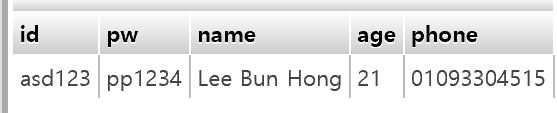 id pw name age phone
asd123 pp1234 Lee Bun Hong 21 01093304515